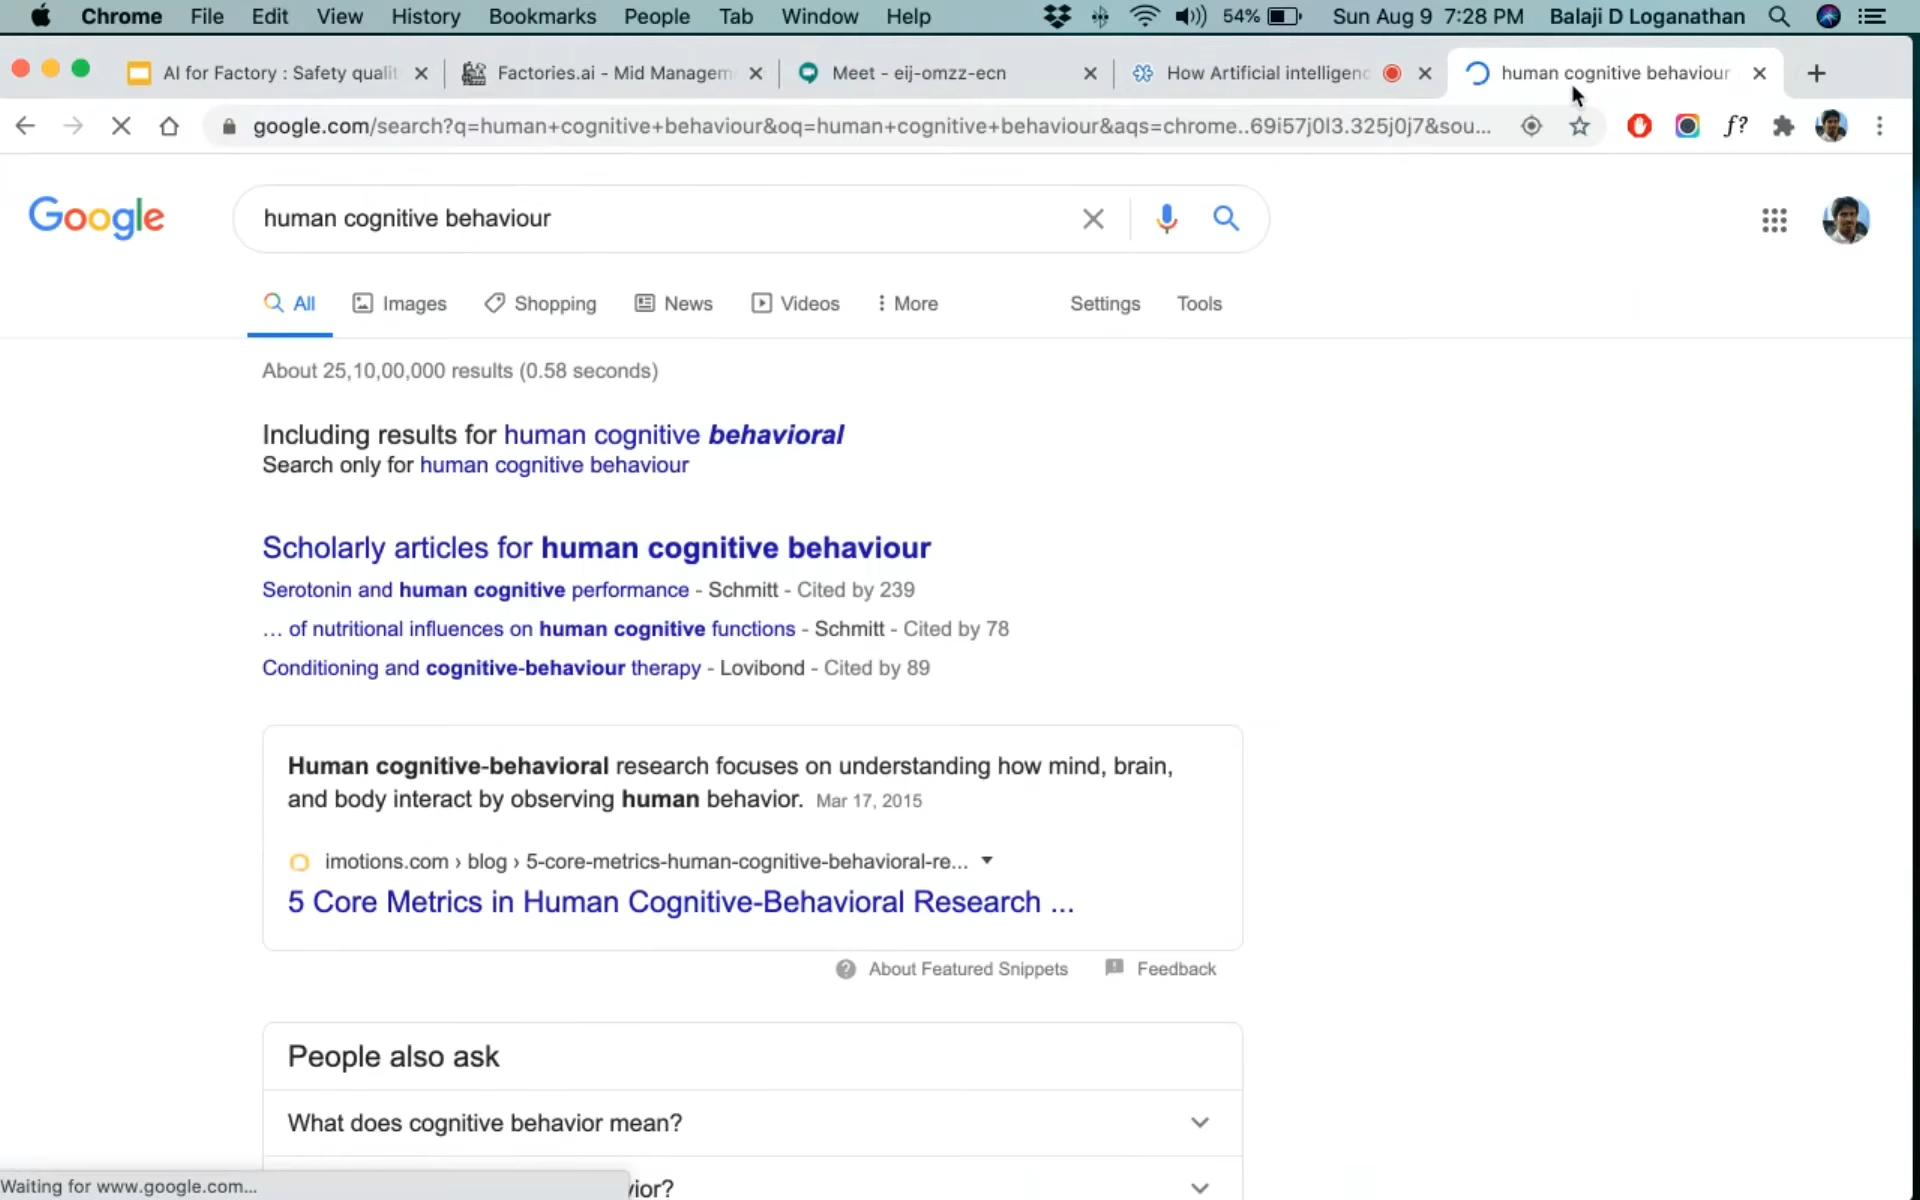 Chrome File Edit View History Bookmarks People Tab Window Help 54% Sun Aug 9 7:28 PM Balaji D Loganathan
AI for Factory : Safety qualit Factories.ai - Mid Managem Meet - eij-omzz-ecn How Artificial intelligenc human cognitive behaviour
google.com/search?q=human+cognitive+behaviour&oq=human+cognitive+behaviour&aqs=chrome..69i57j0l3.325j0j7&sou... f?
Google human cognitive behaviour
All Images Shopping News Videos More Settings Tools
About 25,10,00,000 results (0.58 seconds)
Including results for human cognitive behavioral
Search only for human cognitive behaviour
Scholarly articles for human cognitive behaviour
Serotonin and human cognitive performance - Schmitt - Cited by 239
… of nutritional influences on human cognitive functions - Schmitt - Cited by 78
Conditioning and cognitive-behaviour therapy - Lovibond - Cited by 89
Human cognitive-behavioral research focuses on understanding how mind, brain,
and body interact by observing human behavior. Mar 17, 2015
imotions.com › blog › 5-core-metrics-human-cognitive-behavioral-re...
5 Core Metrics in Human Cognitive-Behavioral Research ...
About Featured Snippets Feedback
People also ask
What does cognitive behavior mean?
Waiting for www.google.com...